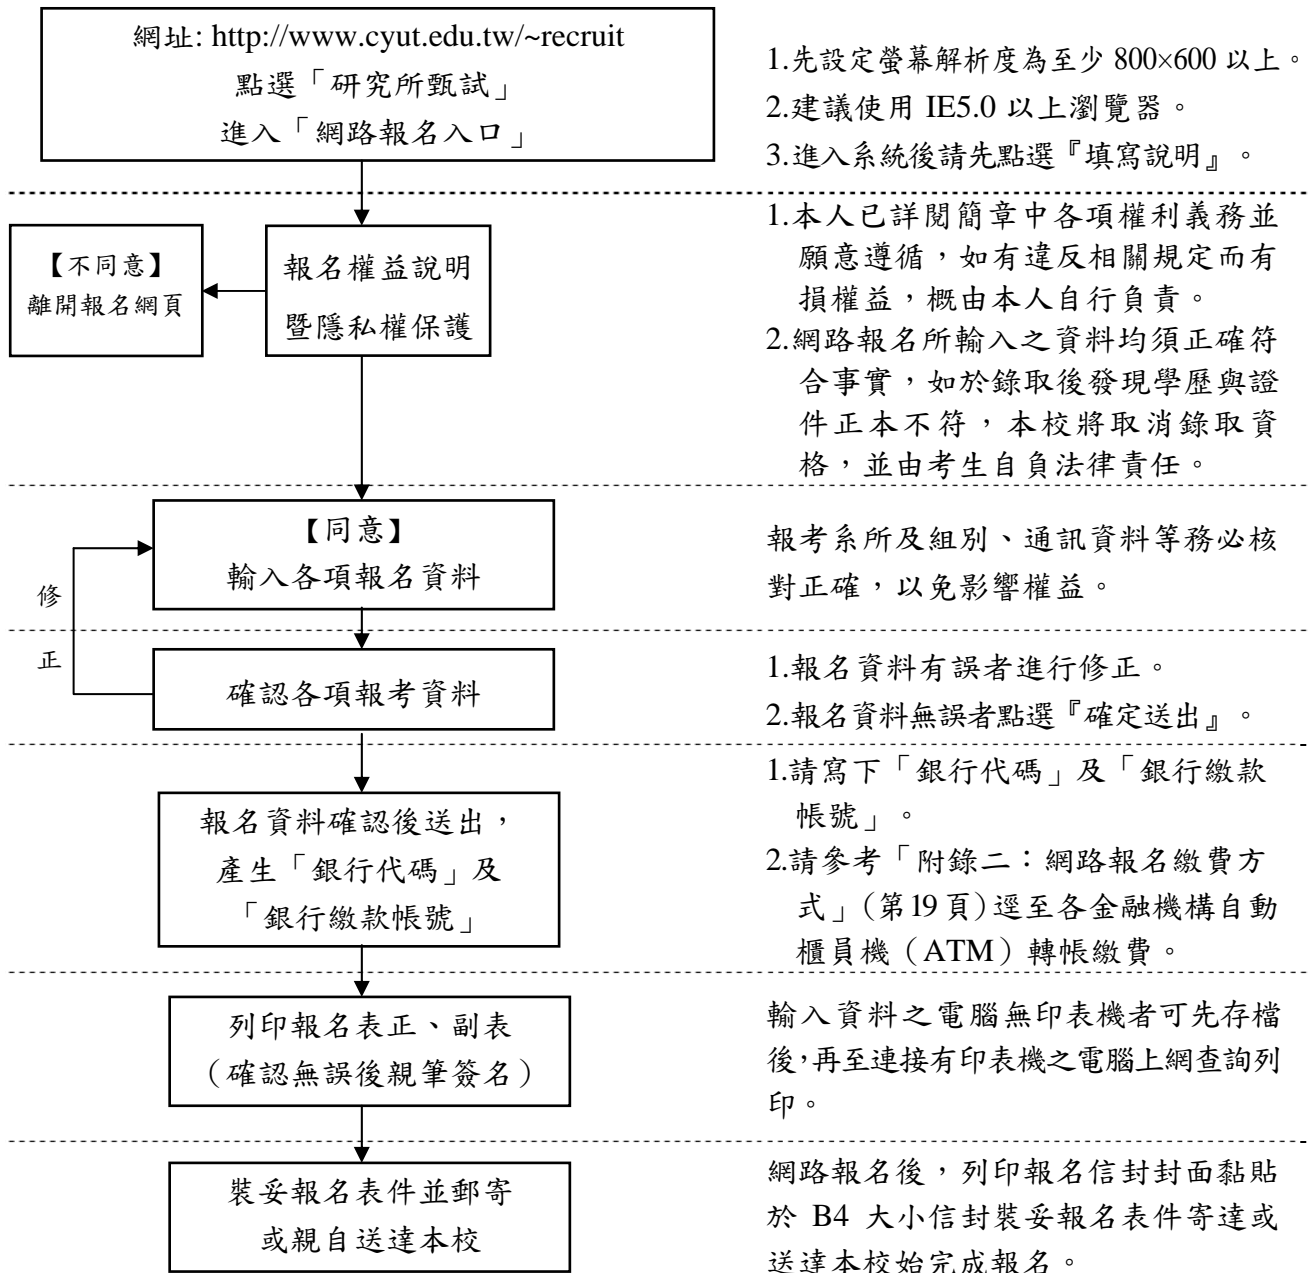 網址: http://www.cyut.edu.tw/~recruit
點選「研究所甄試」
進入「網路報名入口」
1.先設定螢幕解析度為至少 800×600 以上。
2.建議使用 IE5.0 以上瀏覽器。
3.進入系統後請先點選『填寫說明』。
【不同意】
離開報名網頁
報名權益說明
暨隱私權保護
1.本人已詳閱簡章中各項權利義務並
願意遵循，如有違反相關規定而有
損權益，概由本人自行負責。
2.網路報名所輸入之資料均須正確符
合事實，如於錄取後發現學歷與證
件正本不符，本校將取消錄取資
格，並由考生自負法律責任。
【同意】
輸入各項報名資料
報考系所及組別、通訊資料等務必核
對正確，以免影響權益。
修
正
確認各項報考資料
1.報名資料有誤者進行修正。
2.報名資料無誤者點選『確定送出』。
報名資料確認後送出，
產生「銀行代碼」及
「銀行繳款帳號」
1.請寫下「銀行代碼」及「銀行繳款
帳號」。
2.請參考「附錄二：網路報名繳費方
式」(第19頁)逕至各金融機構自動
櫃員機（ATM）轉帳繳費。
列印報名表正、副表
（確認無誤後親筆簽名）
輸入資料之電腦無印表機者可先存檔
後，再至連接有印表機之電腦上網查詢列
印。
裝妥報名表件並郵寄
或親自送達本校
網路報名後，列印報名信封封面黏貼
於 B4 大小信封裝妥報名表件寄達或
送達本校始完成報名。